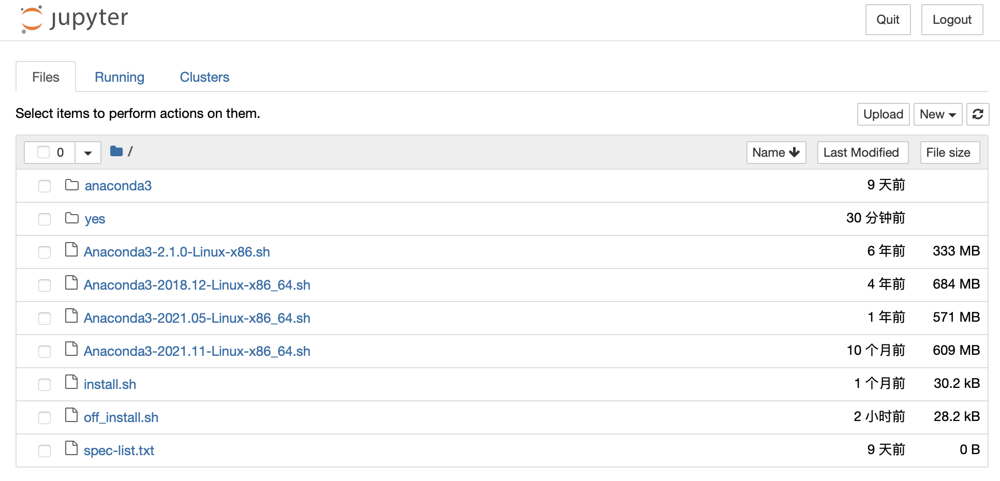 jupyter Quit Logout
Files Running Clusters
Select items to perform actions on them. Upload New
0 / Name Last Modified File size
anaconda3 9 天前
yes 30 分钟前
Anaconda3-2.1.0-Linux-x86.sh 6 年前 333 MB
Anaconda3-2018.12-Linux-x86_64.sh 4 年前 684 MB
Anaconda3-2021.05-Linux-x86_64.sh 1 年前 571 MB
Anaconda3-2021.11-Linux-x86_64.sh 10 个月前 609 MB
install.sh 1 个月前 30.2 kB
off_install.sh 2 小时前 28.2 kB
spec-list.txt 9 天前 0 B